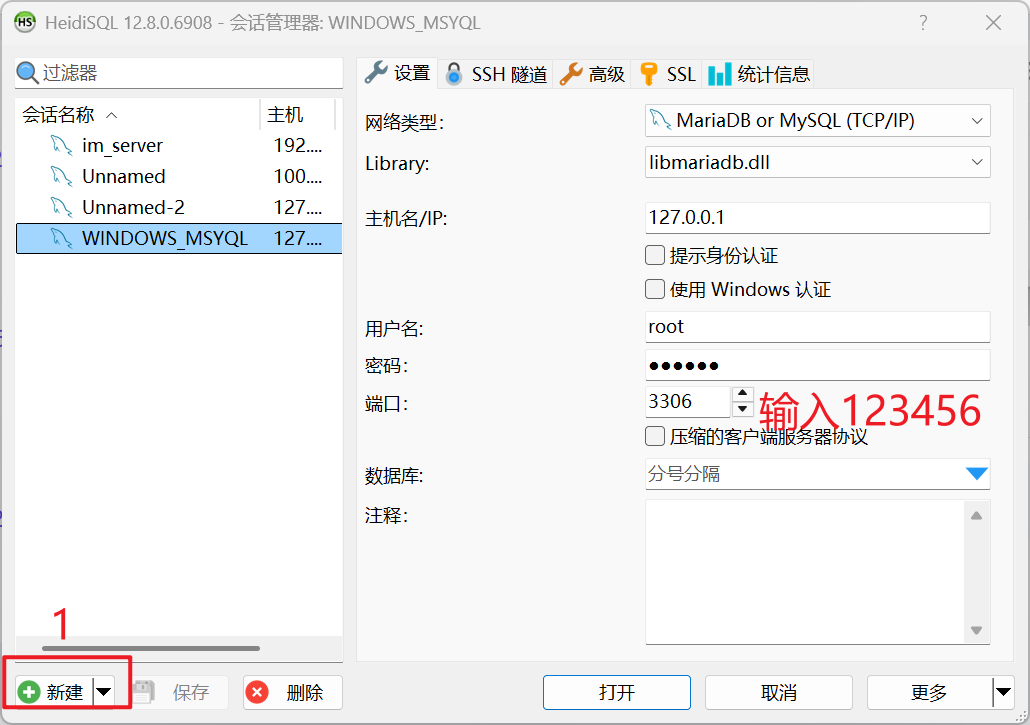 HeidiSQL 12.8.0.6908 - 会话管理器: WINDOWS_MSYQL
过滤器
会话名称 主机
im_server 192....
Unnamed 100....
Unnamed-2 127....
WINDOWS_MSYQL 127....
设置 SSH 隧道 高级 SSL 统计信息
网络类型: MariaDB or MySQL (TCP/IP)
Library: libmariadb.dll
主机名/IP: 127.0.0.1
提示身份认证
使用 Windows 认证
用户名: root
密码: ●●●●●●
端口: 3306
输入123456
压缩的客户端服务器协议
数据库: 分号分隔
注释:
1
新建 保存 删除 打开 取消 更多